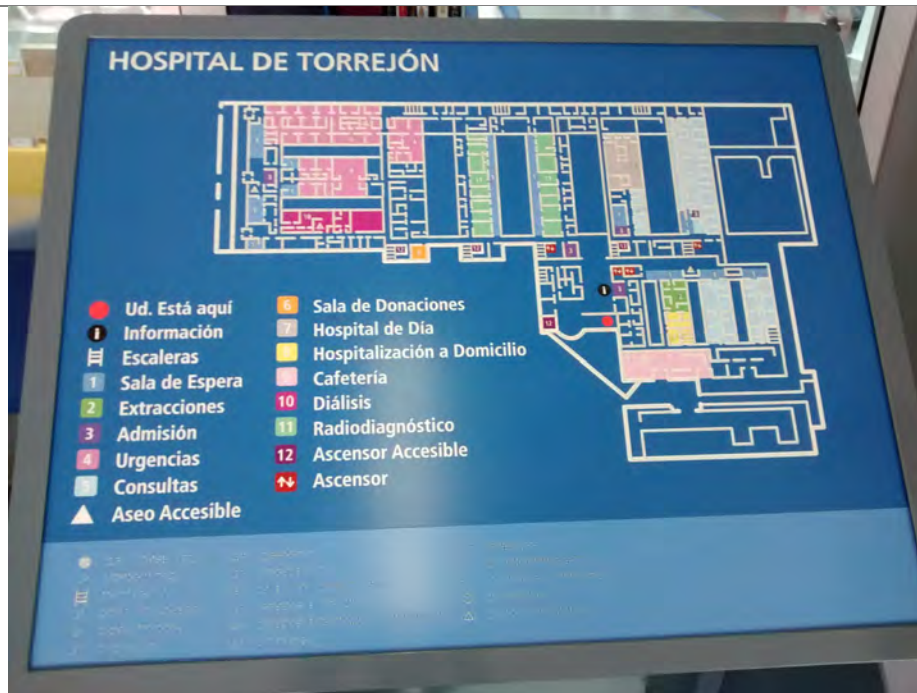 HOSPITAL DE TORREJÓN
Ud. Está aquí
i Información
Escaleras
1 Sala de Espera
2 Extracciones
3 Admisión
4 Urgencias
5 Consultas
Aseo Accesible
6 Sala de Donaciones
7 Hospital de Día
8 Hospitalización a Domicilio
9 Cafetería
10 Diálisis
11 Radiodiagnóstico
12 Ascensor Accesible
Ascensor